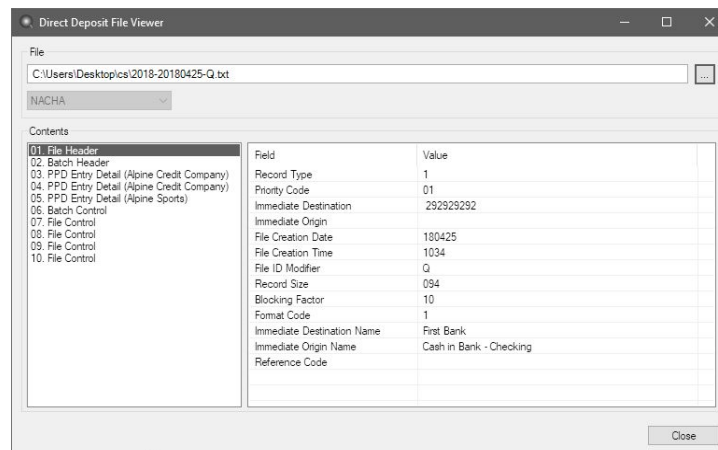 Direct Deposit File Viewer
File
C:\Users\Desktop\cs\2018-20180425-Q.txt
...
NACHA
Contents
01. File Header
02. Batch Header
03. PPD Entry Detail (Alpine Credit Company)
04. PPD Entry Detail (Alpine Credit Company)
05. PPD Entry Detail (Alpine Sports)
06. Batch Control
07. File Control
08. File Control
09. File Control
10. File Control
Field Value
Record Type 1
Priority Code 01
Immediate Destination 292929292
Immediate Origin
File Creation Date 180425
File Creation Time 1034
File ID Modifier Q
Record Size 094
Blocking Factor 10
Format Code 1
Immediate Destination Name First Bank
Immediate Origin Name Cash in Bank - Checking
Reference Code
Close